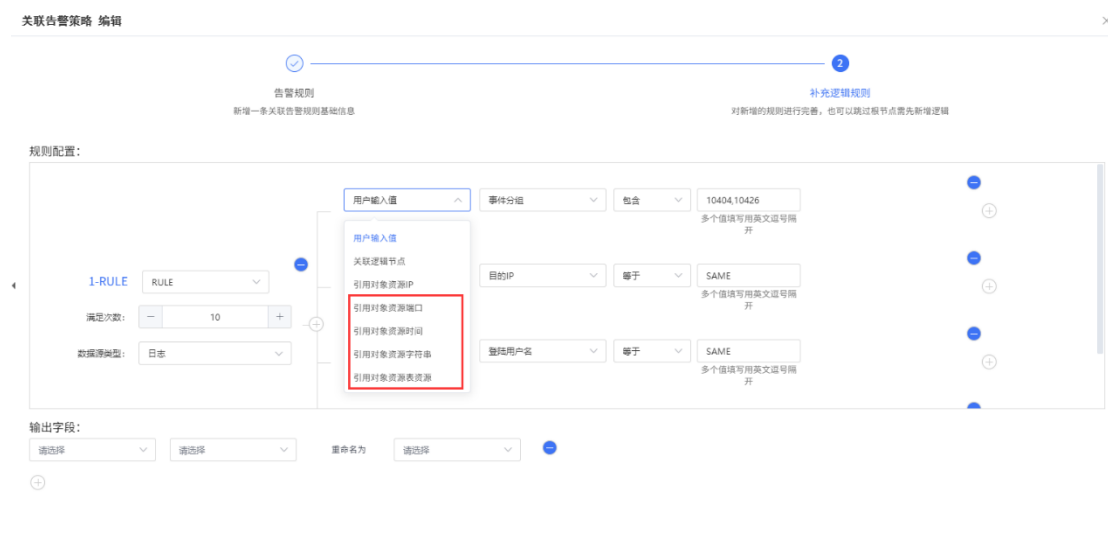 关联告警策略 编辑
2
告警规则
补充逻辑规则
新增一条关联告警规则基础信息
对新增的规则进行完善，也可以跳过根节点需先新增逻辑
规则配置：
用户输入值
事件分组
包含
10404,10426
多个值填写用英文逗号隔开
用户输入值
关联逻辑节点
引用对象资源IP
引用对象资源端口
引用对象资源时间
引用对象资源字符串
引用对象资源表资源
目的IP
等于
SAME
多个值填写用英文逗号隔开
1-RULE
RULE
满足次数：
10
数据源类型：
日志
登陆用户名
等于
SAME
多个值填写用英文逗号隔开
输出字段：
请选择
请选择
重命名为
请选择